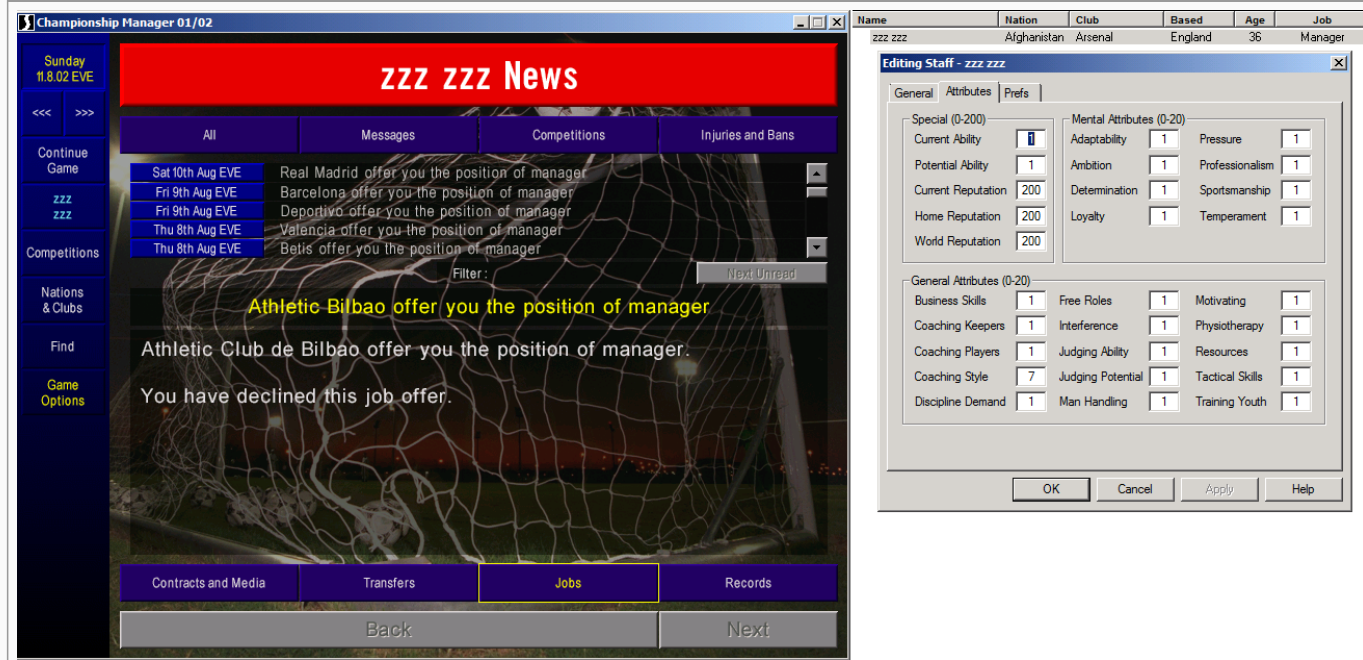 Championship Manager 01/02
Sunday
11.8.02 EVE
<<< >>>
Continue
Game
zzz
zzz
Competitions
Nations
& Clubs
Find
Game
Options
zzz zzz News
All Messages Competitions Injuries and Bans
Sat 10th Aug EVE Real Madrid offer you the position of manager
Fri 9th Aug EVE Barcelona offer you the position of manager
Fri 9th Aug EVE Deportivo offer you the position of manager
Thu 8th Aug EVE Valencia offer you the position of manager
Thu 8th Aug EVE Betis offer you the position of manager
Filter :
Next Unread
Athletic Bilbao offer you the position of manager
Athletic Club de Bilbao offer you the position of manager.
You have declined this job offer.
Contracts and Media Transfers Jobs Records
Back Next
Name Nation Club Based Age Job
zzz zzz Afghanistan Arsenal England 36 Manager
Editing Staff - zzz zzz
General Attributes Prefs
Special (0-200) Mental Attributes (0-20)
Current Ability 1 Adaptability 1 Pressure 1
Potential Ability 1 Ambition 1 Professionalism 1
Current Reputation 200 Determination 1 Sportsmanship 1
Home Reputation 200 Loyalty 1 Temperament 1
World Reputation 200
General Attributes (0-20)
Business Skills 1 Free Roles 1 Motivating 1
Coaching Keepers 1 Interference 1 Physiotherapy 1
Coaching Players 1 Judging Ability 1 Resources 1
Coaching Style 7 Judging Potential 1 Tactical Skills 1
Discipline Demand 1 Man Handling 1 Training Youth 1
OK Cancel Apply Help